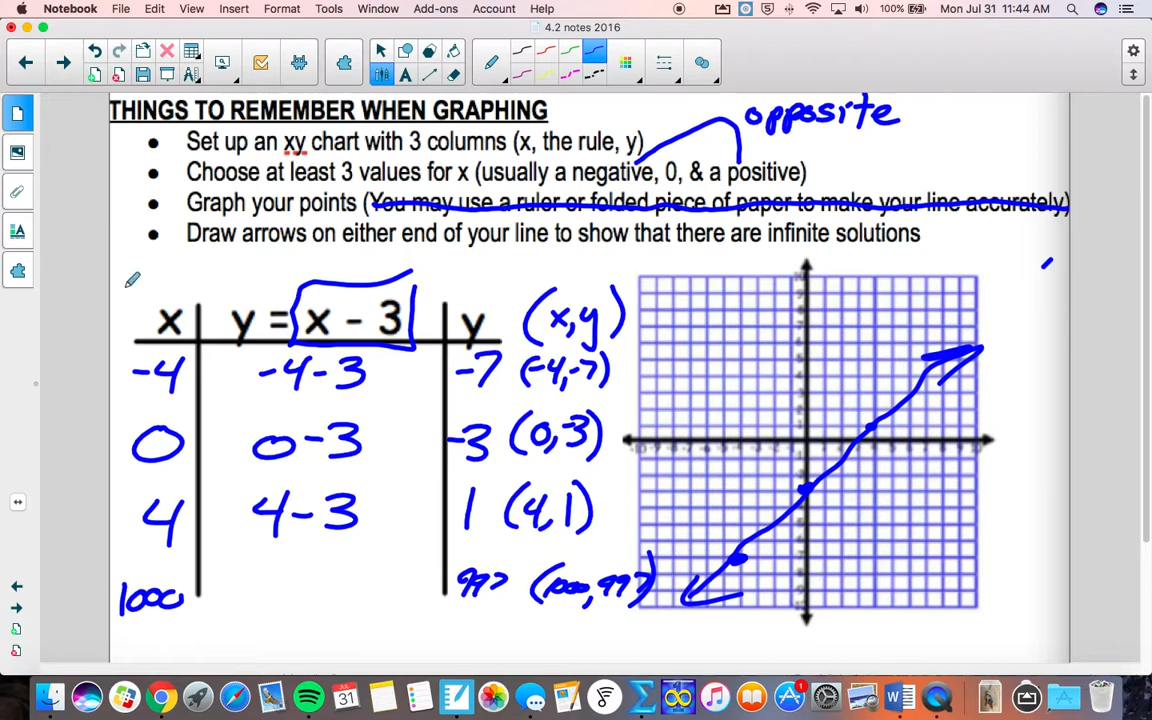 Notebook File Edit View Insert Format Tools Window Add-ons Account Help 100% Mon Jul 31 11:44 AM
4.2 notes 2016
THINGS TO REMEMBER WHEN GRAPHING
opposite
• Set up an xy chart with 3 columns (x, the rule, y)
• Choose at least 3 values for x (usually a negative, 0, & a positive)
• Graph your points (You may use a ruler or folded piece of paper to make your line accurately)
• Draw arrows on either end of your line to show that there are infinite solutions
x y = x - 3 y (x,y)
-4 -4-3 -7 (-4,-7)
0 0-3 -3 (0,-3)
4 4-3 1 (4,1)
1000 997 (1000,997)